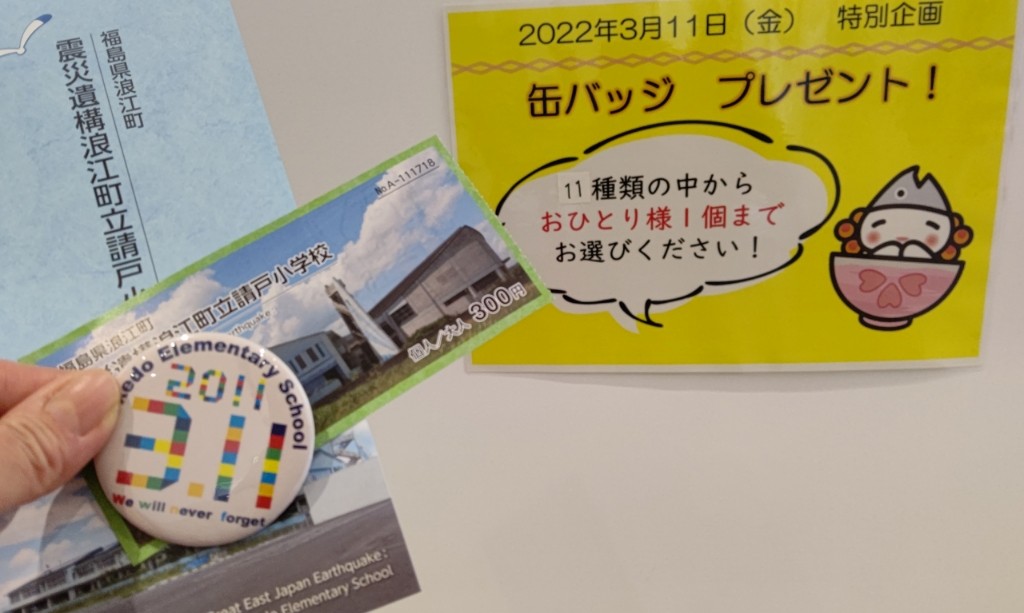 福島県浪江町
震災遺構浪江町立請戸小
2022年3月11日（金） 特別企画
缶バッジ プレゼント！
11種類の中から
おひとり様1個まで
お選びください！
No A-111718
福島県浪江町
浪江町立請戸小学校
個人／大人 300円
edo Elementary School
2011
3.11
We will never forget
Great East Japan Earthquake:
Elementary School